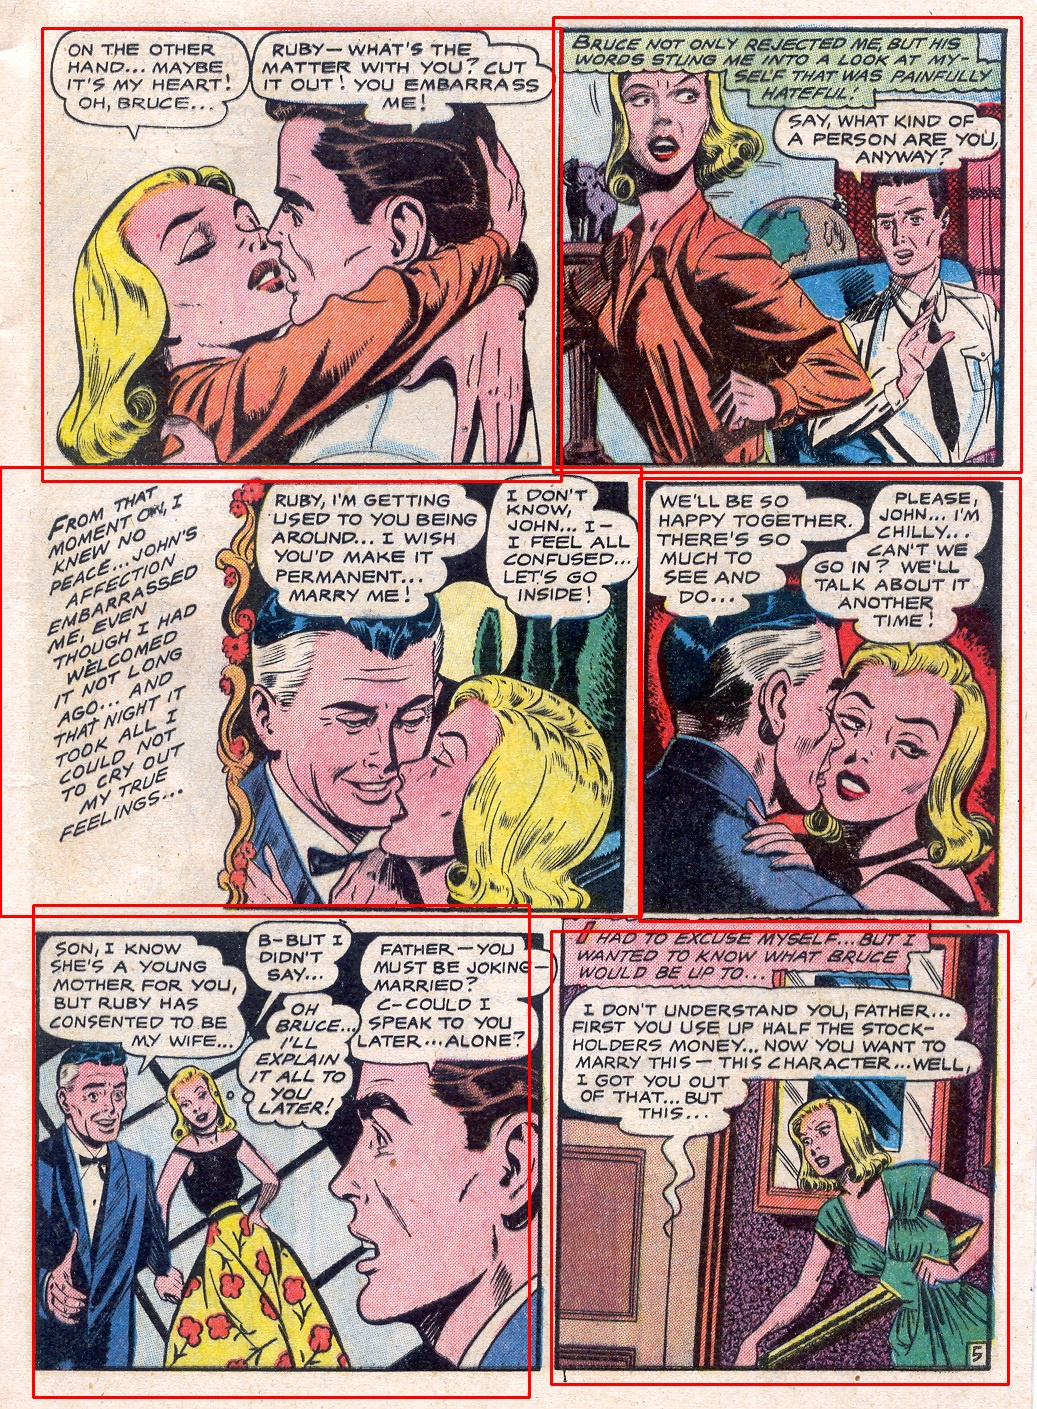 ON THE OTHER
HAND... MAYBE
IT'S MY HEART!
OH, BRUCE...
RUBY— WHAT'S THE
MATTER WITH YOU? CUT
IT OUT! YOU EMBARRASS
ME!
BRUCE NOT ONLY REJECTED ME, BUT HIS
WORDS STUNG ME INTO A LOOK AT MY-
SELF THAT WAS PAINFULLY
HATEFUL!
SAY, WHAT KIND OF
A PERSON ARE YOU,
ANYWAY?
FROM THAT
MOMENT ON, I
KNEW NO
PEACE... JOHN'S
AFFECTION
EMBARRASSED
ME, EVEN
THOUGH I HAD
WELCOMED
IT NOT LONG
AGO... AND
THAT NIGHT IT
TOOK ALL I
COULD NOT
TO CRY OUT
MY TRUE
FEELINGS...
RUBY, I'M GETTING
USED TO YOU BEING
AROUND... I WISH
YOU'D MAKE IT
PERMANENT...
MARRY ME!
I DON'T
KNOW,
JOHN... I—
I FEEL ALL
CONFUSED...
LET'S GO
INSIDE!
WE'LL BE SO
HAPPY TOGETHER.
THERE'S SO
MUCH TO
SEE AND
DO...
PLEASE,
JOHN... I'M
CHILLY...
CAN'T WE
GO IN? WE'LL
TALK ABOUT IT
ANOTHER
TIME!
SON, I KNOW
SHE'S A YOUNG
MOTHER FOR YOU,
BUT RUBY HAS
CONSENTED TO BE
MY WIFE...
B-BUT I
DIDN'T
SAY...
OH
BRUCE...
I'LL
EXPLAIN
IT ALL TO
YOU
LATER!
FATHER—YOU
MUST BE JOKING—
MARRIED?
C-COULD I
SPEAK TO YOU
LATER...ALONE?
I HAD TO EXCUSE MYSELF... BUT I
WANTED TO KNOW WHAT BRUCE
WOULD BE UP TO...
I DON'T UNDERSTAND YOU, FATHER...
FIRST YOU USE UP HALF THE STOCK-
HOLDERS MONEY... NOW YOU WANT TO
MARRY THIS— THIS CHARACTER...WELL,
I GOT YOU OUT
OF THAT... BUT
THIS...
5